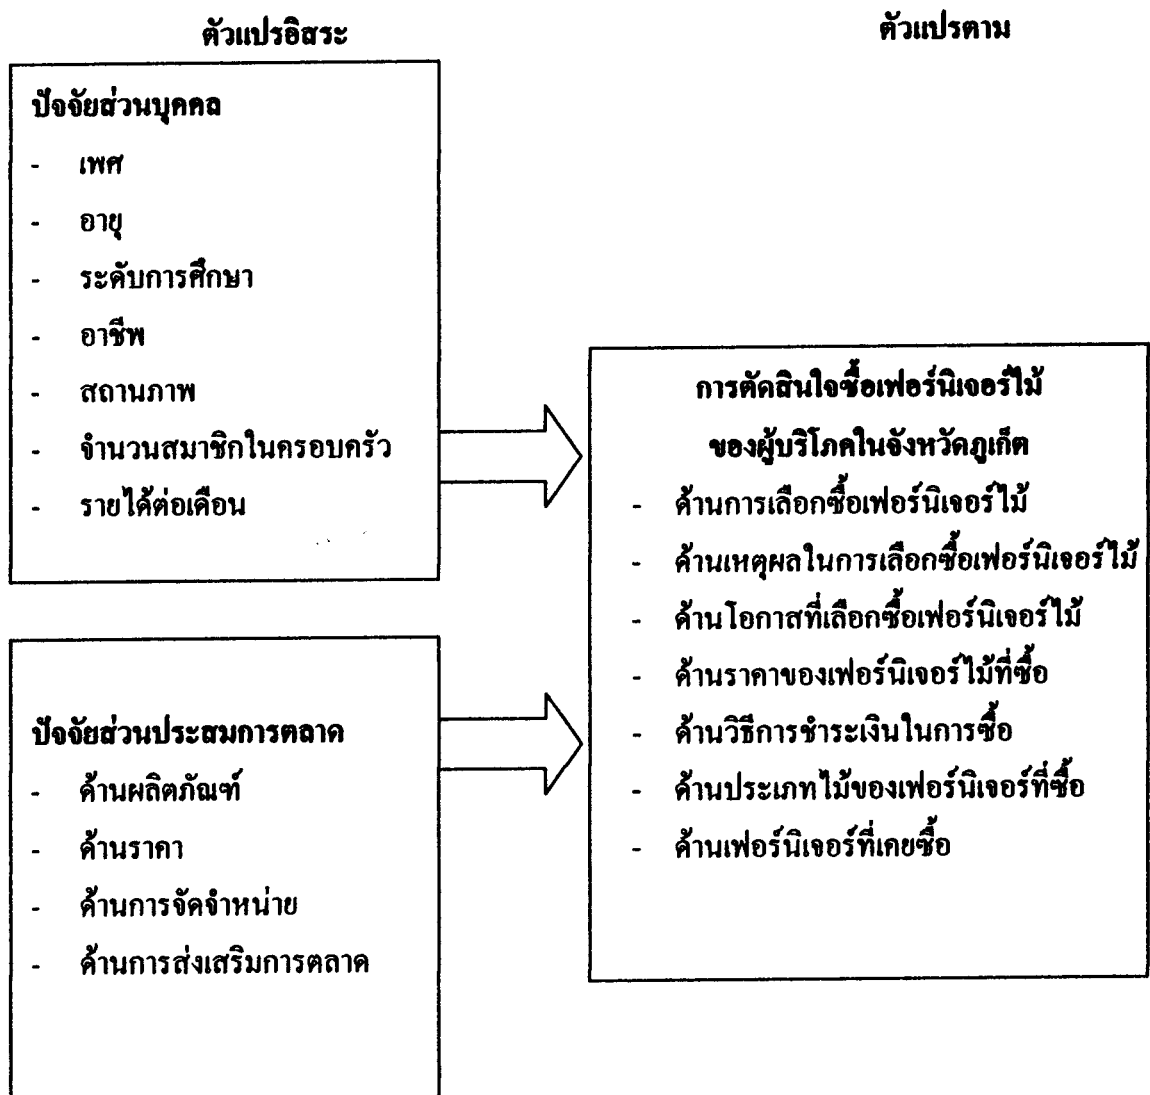 ตัวแปรอิสระ
ตัวแปรตาม
ปัจจัยส่วนบุคคล
- เพศ
- อายุ
- ระดับการศึกษา
- อาชีพ
- สถานภาพ
- จำนวนสมาชิกในครอบครัว
- รายได้ต่อเดือน
ปัจจัยส่วนประสมการตลาด
- ด้านผลิตภัณฑ์
- ด้านราคา
- ด้านการจัดจำหน่าย
- ด้านการส่งเสริมการตลาด
การตัดสินใจซื้อเฟอร์นิเจอร์ไม้
ของผู้บริโภคในจังหวัดภูเก็ต
- ด้านการเลือกซื้อเฟอร์นิเจอร์ไม้
- ด้านเหตุผลในการเลือกซื้อเฟอร์นิเจอร์ไม้
- ด้านโอกาสที่เลือกซื้อเฟอร์นิเจอร์ไม้
- ด้านราคาของเฟอร์นิเจอร์ไม้ที่ซื้อ
- ด้านวิธีการชำระเงินในการซื้อ
- ด้านประเภทไม้ของเฟอร์นิเจอร์ที่ซื้อ
- ด้านเฟอร์นิเจอร์ที่เคยซื้อ